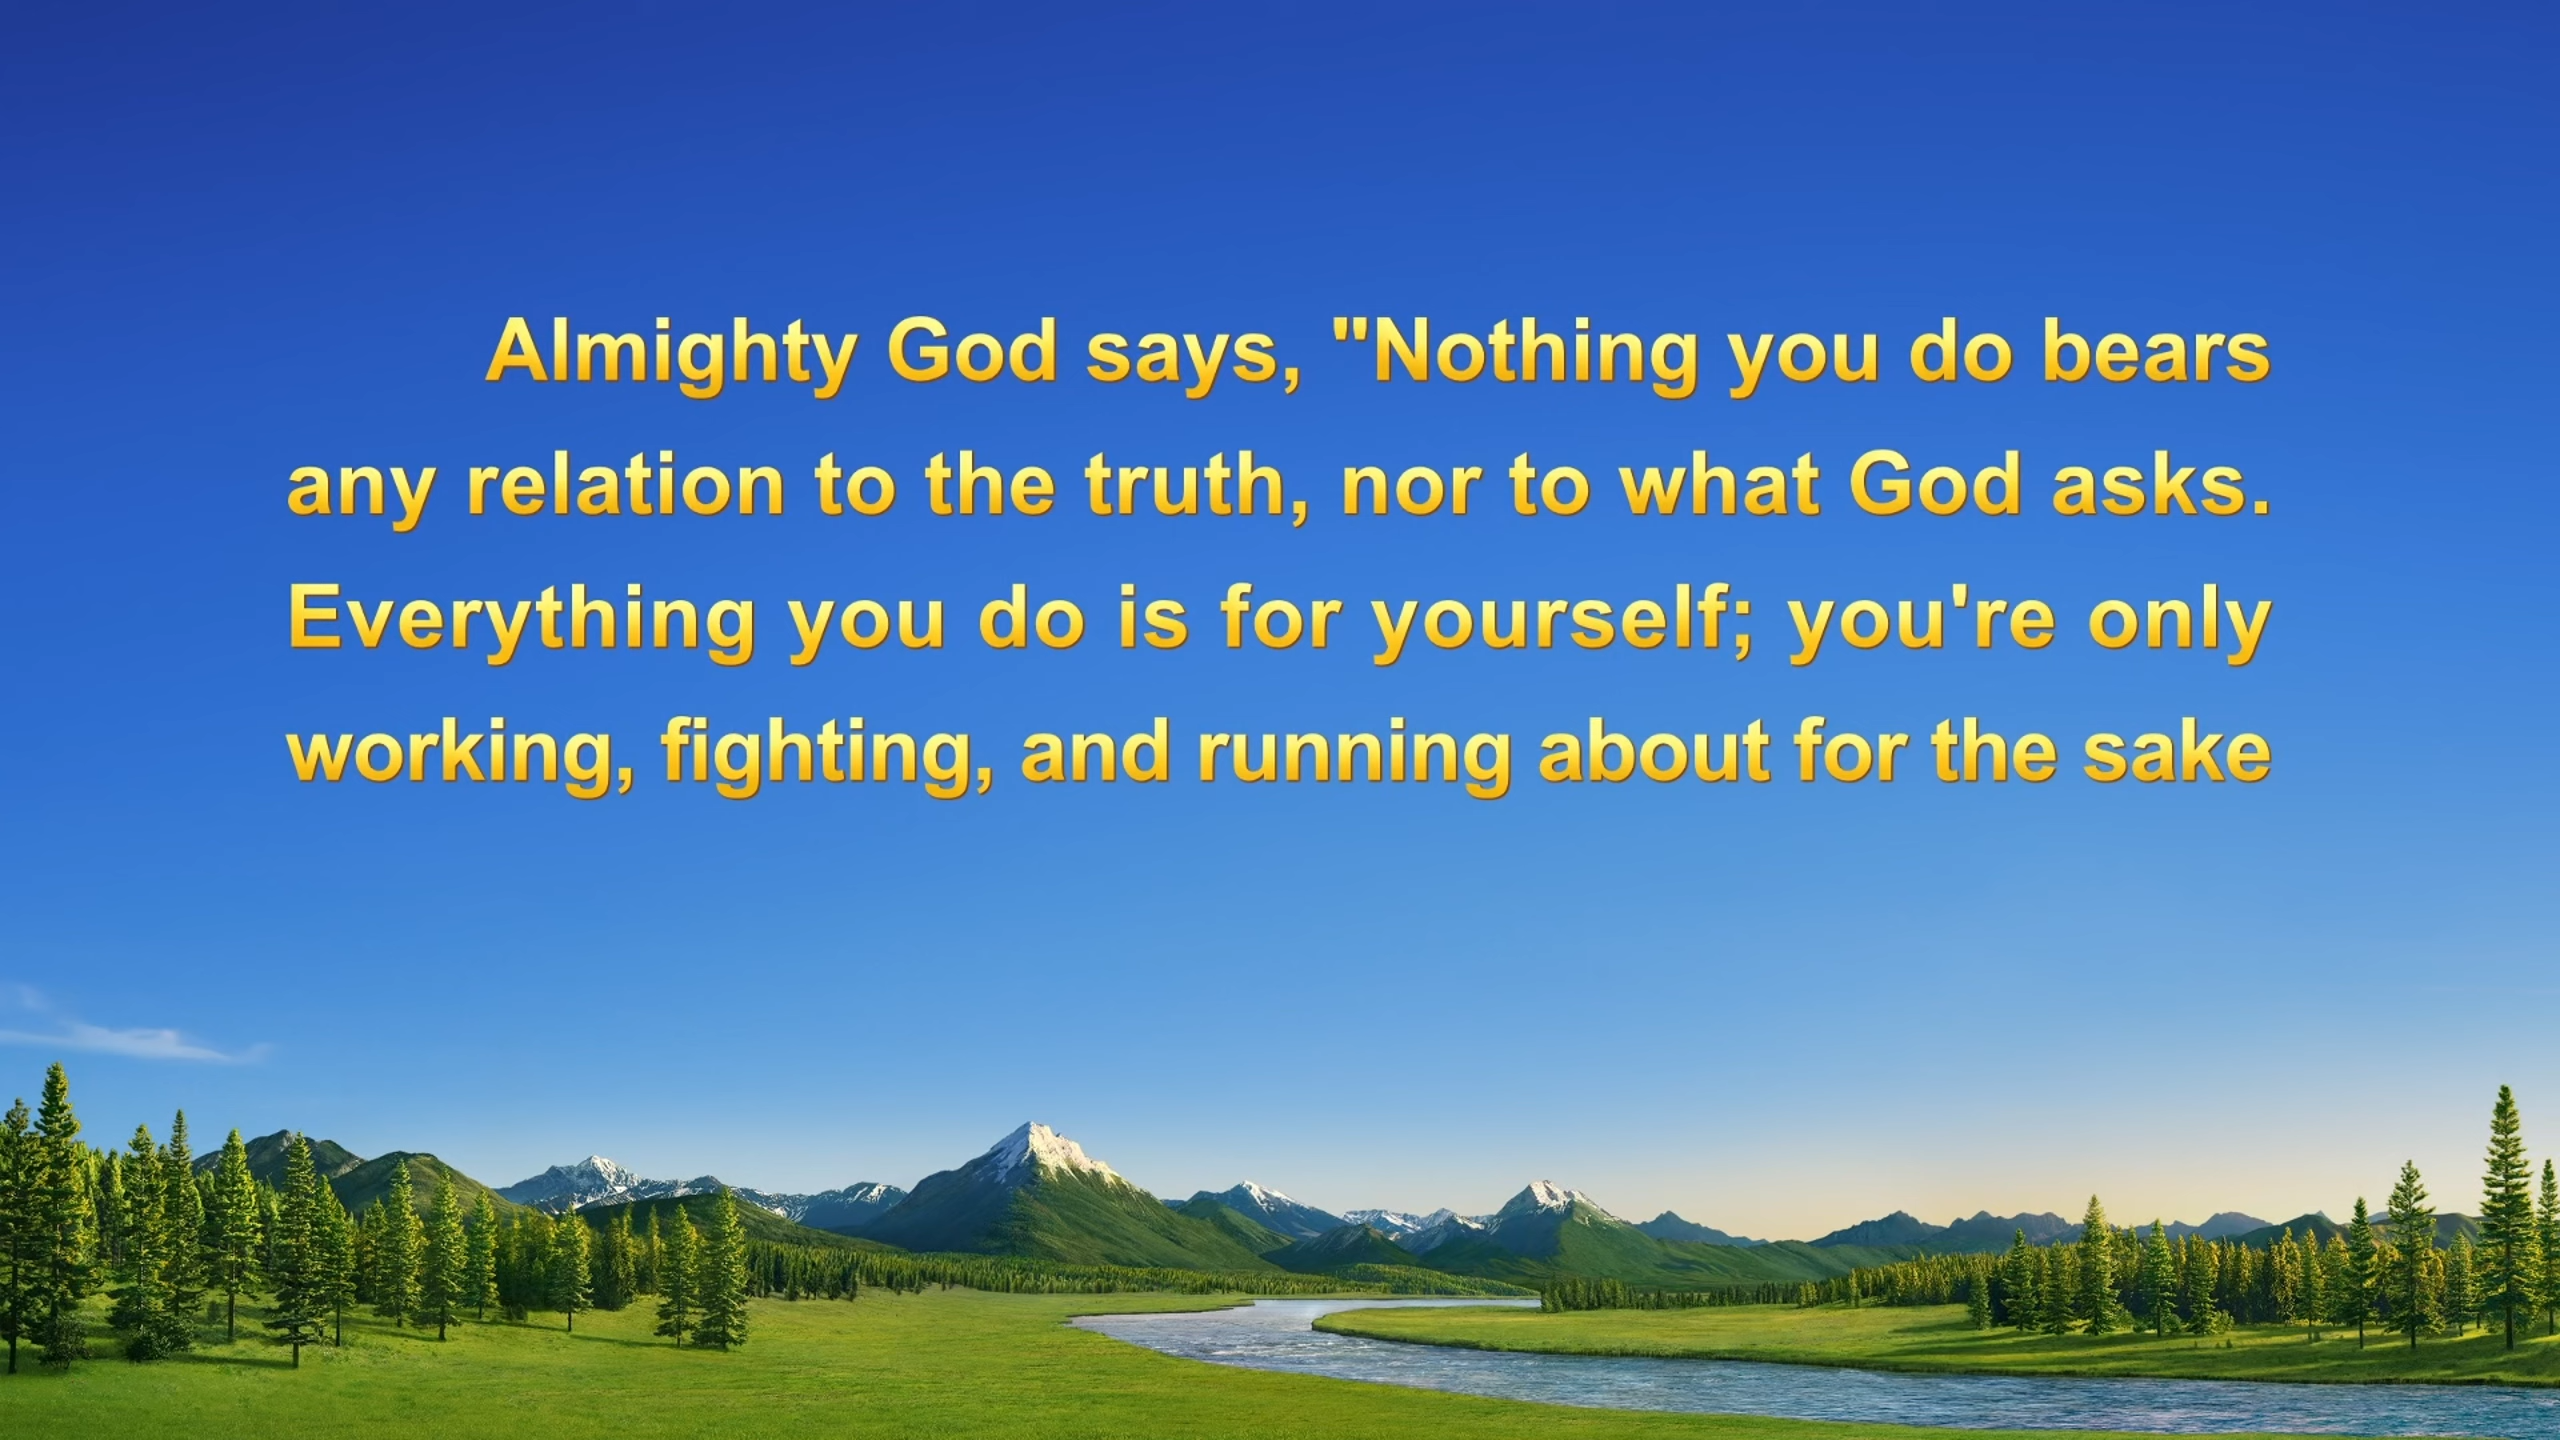 Almighty God says, "Nothing you do bears
any relation to the truth, nor to what God asks.
Everything you do is for yourself; you're only
working, fighting, and running about for the sake